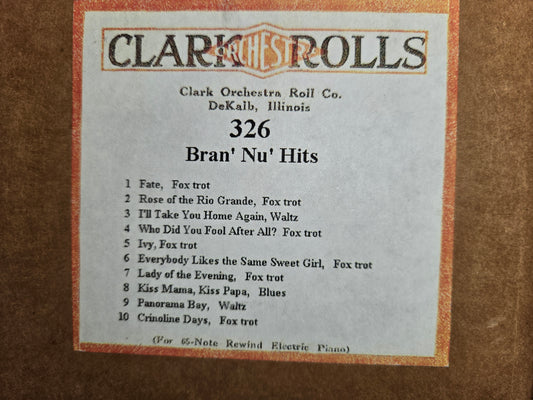 CLARK ORCHESTRA ROLLS
Clark Orchestra Roll Co.
DeKalb, Illinois
326
Bran' Nu' Hits
1 Fate, Fox trot
2 Rose of the Rio Grande, Fox trot
3 I'll Take You Home Again, Waltz
4 Who Did You Fool After All? Fox trot
5 Ivy, Fox trot
6 Everybody Likes the Same Sweet Girl, Fox trot
7 Lady of the Evening, Fox trot
8 Kiss Mama, Kiss Papa, Blues
9 Panorama Bay, Waltz
10 Crinoline Days, Fox trot
(For 65-Note Rewind Electric Piano)